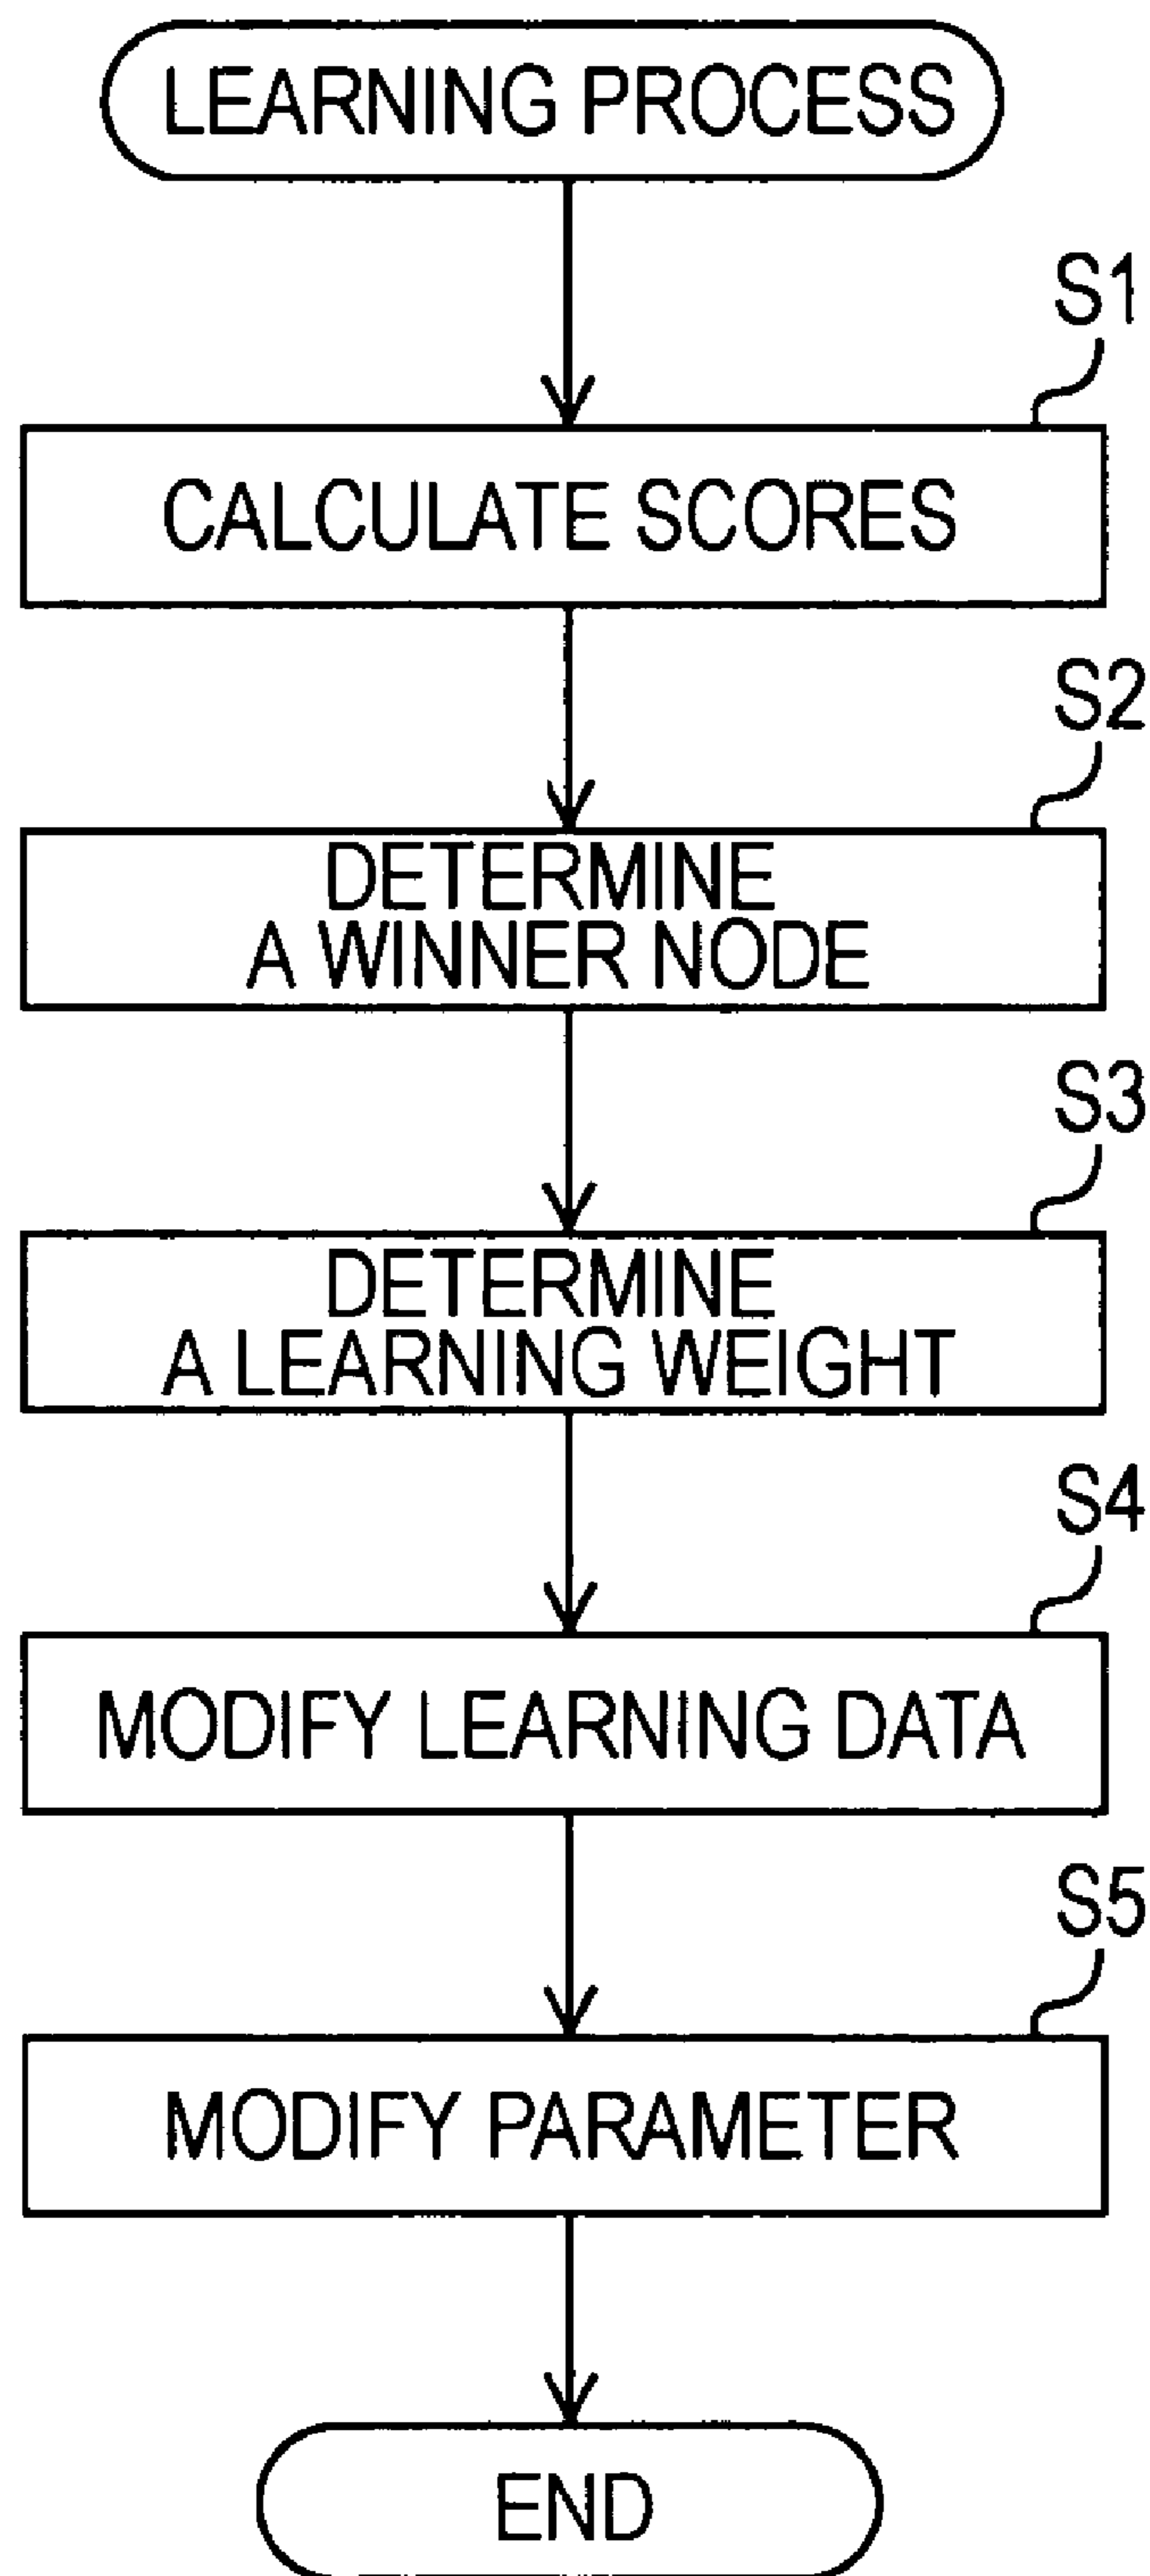 LEARNING PROCESS
S1
CALCULATE SCORES
S2
DETERMINE
A WINNER NODE
S3
DETERMINE
A LEARNING WEIGHT
S4
MODIFY LEARNING DATA
S5
MODIFY PARAMETER
END